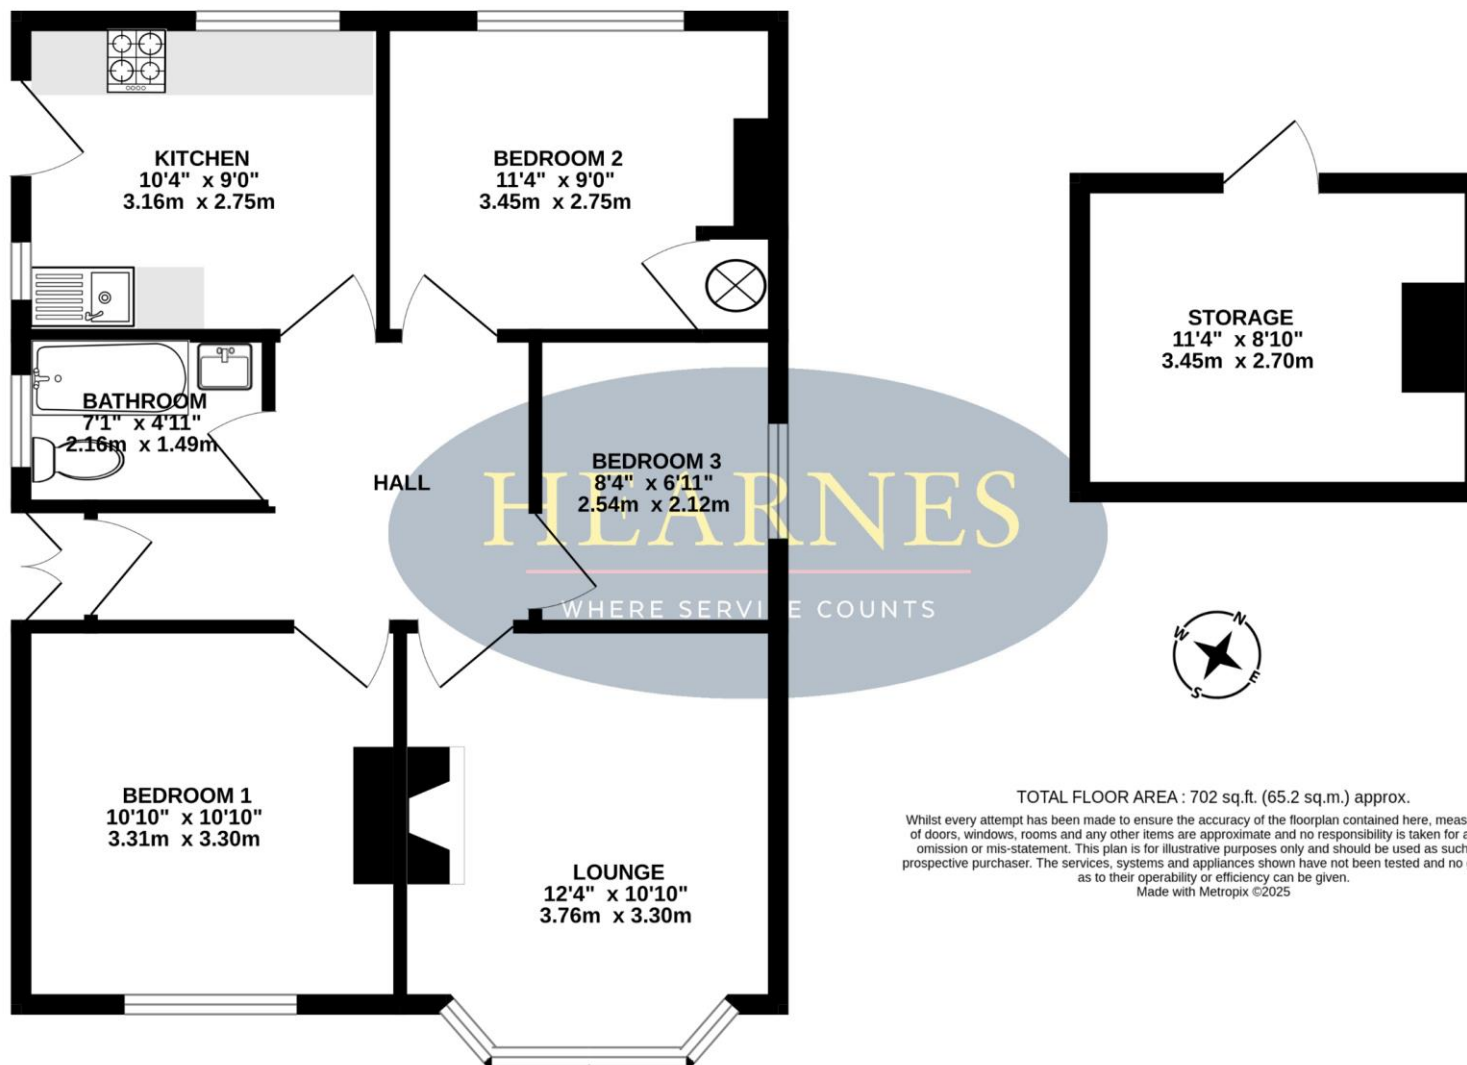 KITCHEN
10'4" x 9'0"
3.16m x 2.75m
BEDROOM 2
11'4" x 9'0"
3.45m x 2.75m
STORAGE
11'4" x 8'10"
3.45m x 2.70m
BATHROOM
7'1" x 4'11"
2.16m x 1.49m
HALL
BEDROOM 3
8'4" x 6'11"
2.54m x 2.12m
HEARNES
WHERE SERVICE COUNTS
N
W
E
S
BEDROOM 1
10'10" x 10'10"
3.31m x 3.30m
LOUNGE
12'4" x 10'10"
3.76m x 3.30m
TOTAL FLOOR AREA : 702 sq.ft. (65.2 sq.m.) approx.
Whilst every attempt has been made to ensure the accuracy of the floorplan contained here, meas
of doors, windows, rooms and any other items are approximate and no responsibility is taken for a
omission or mis-statement. This plan is for illustrative purposes only and should be used as such
prospective purchaser. The services, systems and appliances shown have not been tested and no
as to their operability or efficiency can be given.
Made with Metropix ©2025